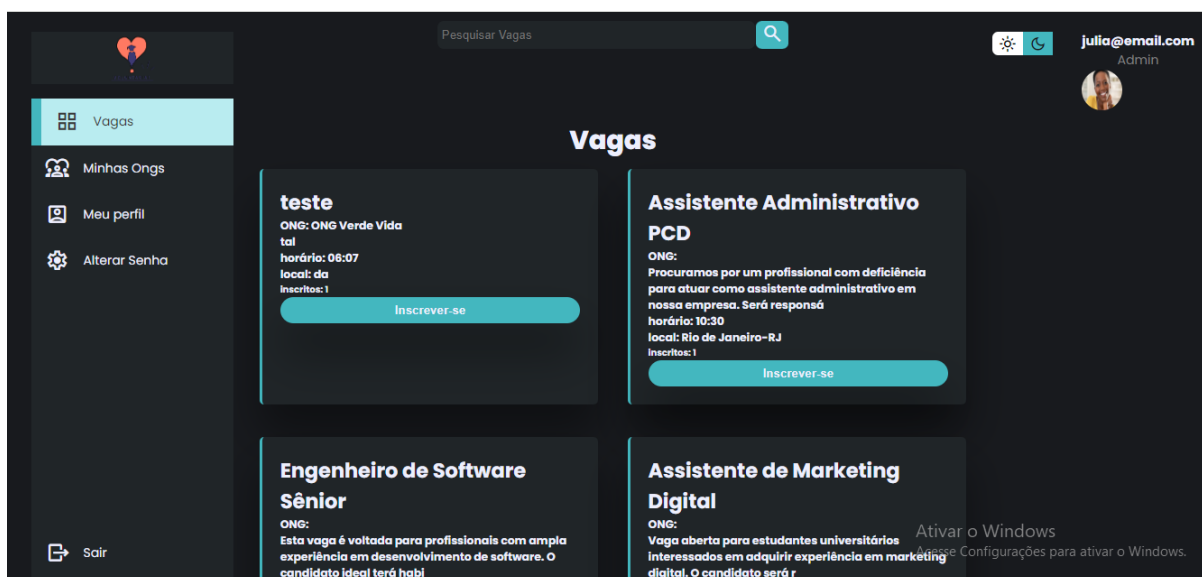 Pesquisar Vagas
julia@email.com
Admin
Vagas
Minhas Ongs
Meu perfil
Alterar Senha
Sair
Vagas
teste
ONG: ONG Verde Vida
tal
horário: 06:07
local: da
inscritos: 1
Inscrever-se
Assistente Administrativo
PCD
ONG:
Procuramos por um profissional com deficiência
para atuar como assistente administrativo em
nossa empresa. Será responsá
horário: 10:30
local: Rio de Janeiro-RJ
inscritos: 1
Inscrever-se
Engenheiro de Software
Sênior
ONG:
Esta vaga é voltada para profissionais com ampla
experiência em desenvolvimento de software. O
candidato ideal terá habi
Assistente de Marketing
Digital
ONG:
Vaga aberta para estudantes universitários
interessados em adquirir experiência em marketing
digital. O candidato será r
Ativar o Windows
Acesse Configurações para ativar o Windows.